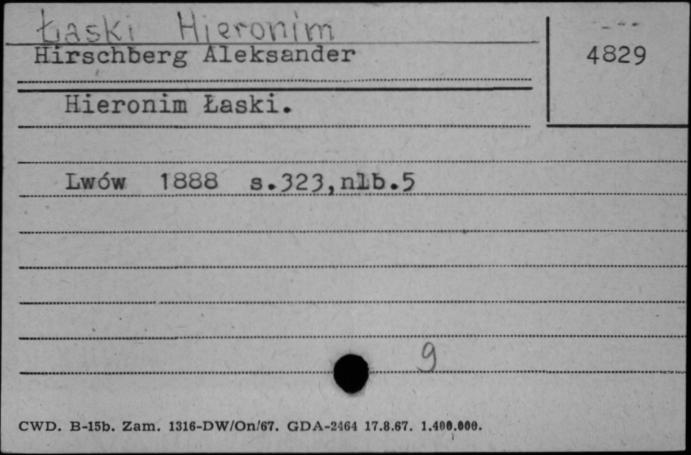 Łaski Hieronim
Hirschberg Aleksander
4829
Hieronim Łaski.
Lwów 1888 s.323,nlb.5
9
CWD. B-15b. Zam. 1316-DW/On/67. GDA-2464 17.8.67. 1.400.000.